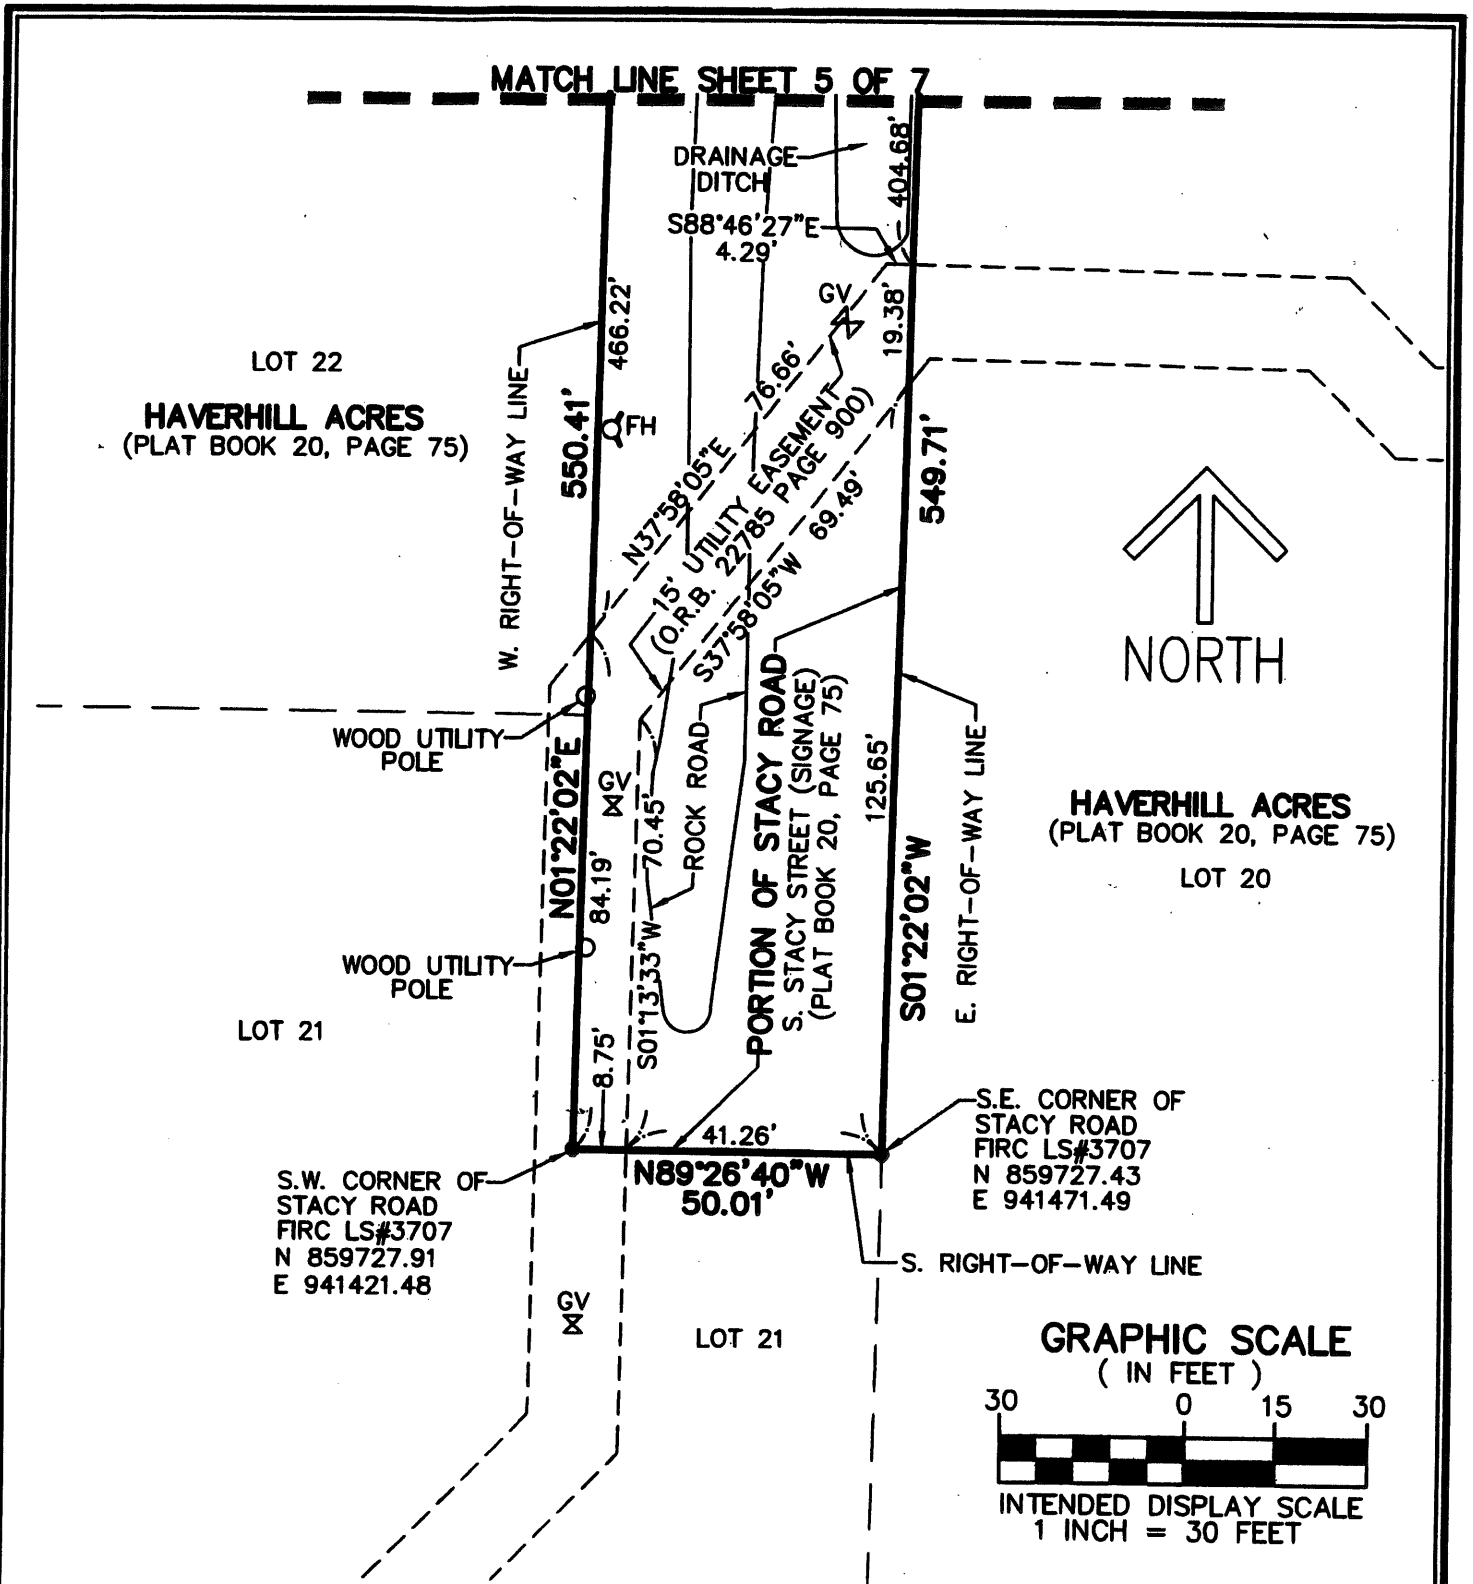 MATCH LINE SHEET 5 OF 7
DRAINAGE
DITCH
404.68'
S88°46'27"E
4.29'
GV
19.38'
466.22'
LOT 22
HAVERHILL ACRES
(PLAT BOOK 20, PAGE 75)
W. RIGHT-OF-WAY LINE
550.41'
FH
76.66'
N37°58'05"E
15' UTILITY EASEMENT
(O.R.B. 22785 PAGE 900)
69.49'
S37°58'05"W
549.71'
NORTH
WOOD UTILITY
POLE
N01°22'02"E
GV
84.19'
70.45'
S01°13'33"W
ROCK ROAD
PORTION OF STACY ROAD
S. STACY STREET (SIGNAGE)
(PLAT BOOK 20, PAGE 75)
125.65'
S01°22'02"W
E. RIGHT-OF-WAY LINE
HAVERHILL ACRES
(PLAT BOOK 20, PAGE 75)
LOT 20
WOOD UTILITY
POLE
LOT 21
8.75'
41.26'
N89°26'40"W
50.01'
S.E. CORNER OF
STACY ROAD
FIRC LS#3707
N 859727.43
E 941471.49
S.W. CORNER OF
STACY ROAD
FIRC LS#3707
N 859727.91
E 941421.48
S. RIGHT-OF-WAY LINE
GV
LOT 21
GRAPHIC SCALE
( IN FEET )
30 0 15 30
INTENDED DISPLAY SCALE
1 INCH = 30 FEET